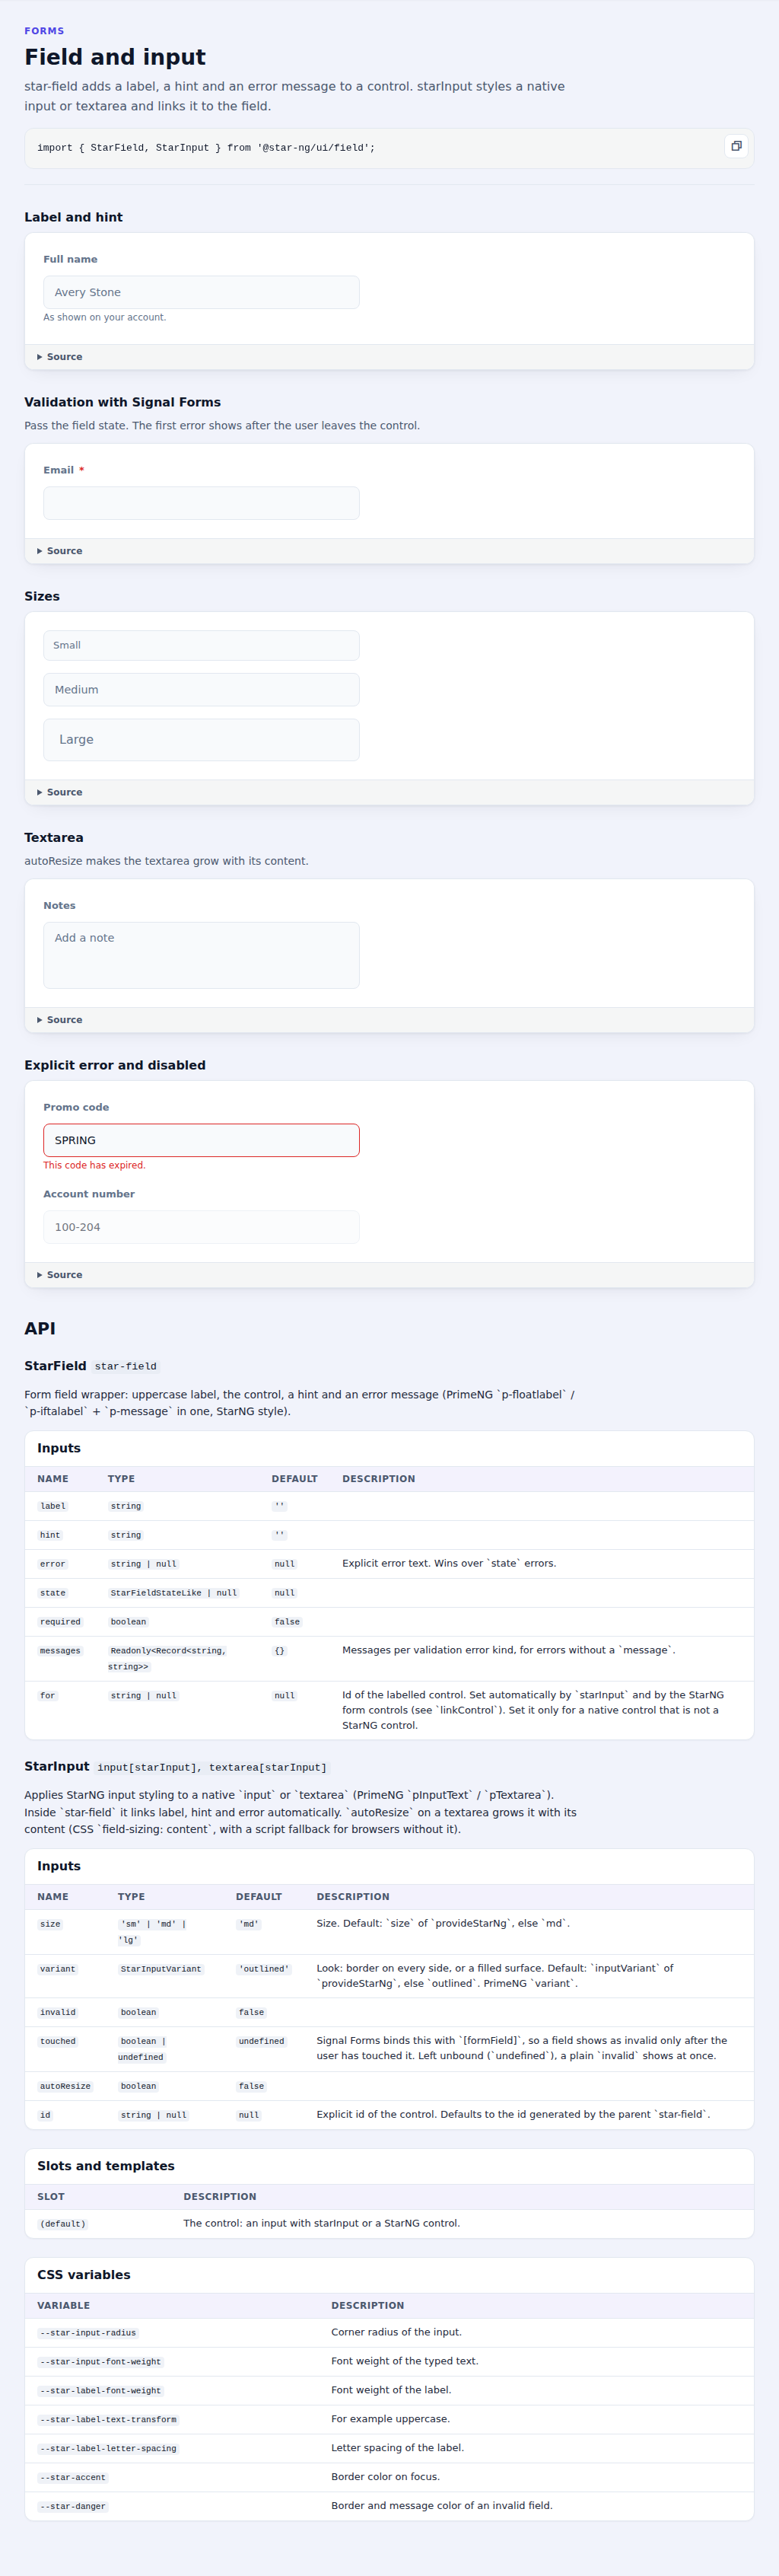 FORMS
Field and input
star-field adds a label, a hint and an error message to a control. starInput styles a native
input or textarea and links it to the field.
import { StarField, StarInput } from '@star-ng/ui/field';
Label and hint
Full name
Avery Stone
As shown on your account.
Source
Validation with Signal Forms
Pass the field state. The first error shows after the user leaves the control.
Email *
Source
Sizes
Small
Medium
Large
Source
Textarea
autoResize makes the textarea grow with its content.
Notes
Add a note
Source
Explicit error and disabled
Promo code
SPRING
This code has expired.
Account number
100-204
Source
API
StarField star-field
Form field wrapper: uppercase label, the control, a hint and an error message (PrimeNG `p-floatlabel` /
`p-iftalabel` + `p-message` in one, StarNG style).
Inputs
NAME TYPE DEFAULT DESCRIPTION
label string ''
hint string ''
error string | null null Explicit error text. Wins over `state` errors.
state StarFieldStateLike | null null
required boolean false
messages Readonly<Record<string, {} Messages per validation error kind, for errors without a `message`.
string>>
for string | null null Id of the labelled control. Set automatically by `starInput` and by the StarNG
form controls (see `linkControl`). Set it only for a native control that is not a
StarNG control.
StarInput input[starInput], textarea[starInput]
Applies StarNG input styling to a native `input` or `textarea` (PrimeNG `pInputText` / `pTextarea`).
Inside `star-field` it links label, hint and error automatically. `autoResize` on a textarea grows it with its
content (CSS `field-sizing: content`, with a script fallback for browsers without it).
Inputs
NAME TYPE DEFAULT DESCRIPTION
size 'sm' | 'md' | 'md' Size. Default: `size` of `provideStarNg`, else `md`.
'lg'
variant StarInputVariant 'outlined' Look: border on every side, or a filled surface. Default: `inputVariant` of
`provideStarNg`, else `outlined`. PrimeNG `variant`.
invalid boolean false
touched boolean | undefined Signal Forms binds this with `[formField]`, so a field shows as invalid only after the
undefined user has touched it. Left unbound (`undefined`), a plain `invalid` shows at once.
autoResize boolean false
id string | null null Explicit id of the control. Defaults to the id generated by the parent `star-field`.
Slots and templates
SLOT DESCRIPTION
(default) The control: an input with starInput or a StarNG control.
CSS variables
VARIABLE DESCRIPTION
--star-input-radius Corner radius of the input.
--star-input-font-weight Font weight of the typed text.
--star-label-font-weight Font weight of the label.
--star-label-text-transform For example uppercase.
--star-label-letter-spacing Letter spacing of the label.
--star-accent Border color on focus.
--star-danger Border and message color of an invalid field.